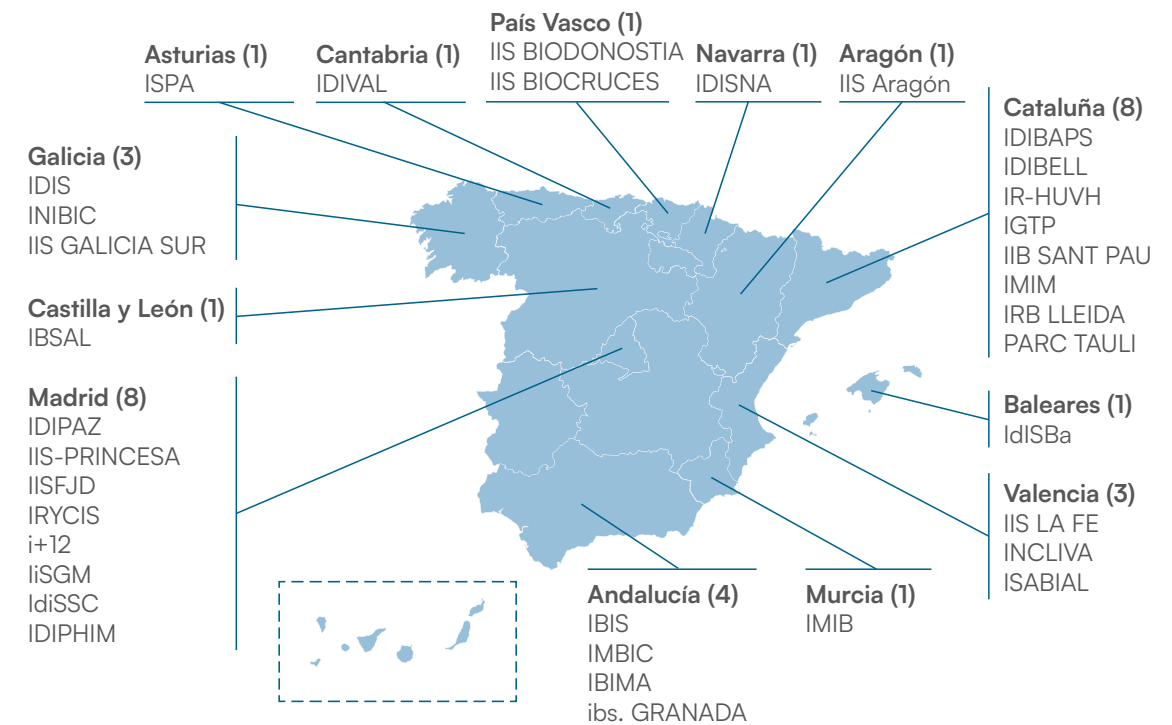 País Vasco (1)
IIS BIODONOSTIA
IIS BIOCRUCES
Asturias (1)
ISPA
Cantabria (1)
IDIVAL
Navarra (1)
IDISNA
Aragón (1)
IIS Aragón
Cataluña (8)
IDIBAPS
IDIBELL
IR-HUVH
IGTP
IIB SANT PAU
IMIM
IRB LLEIDA
PARC TAULI
Galicia (3)
IDIS
INIBIC
IIS GALICIA SUR
Castilla y León (1)
IBSAL
Madrid (8)
IDIPAZ
IIS-PRINCESA
IISFJD
IRYCIS
i+12
IiSGM
IdiSSC
IDIPHIM
Baleares (1)
IdISBa
Valencia (3)
IIS LA FE
INCLIVA
ISABIAL
Andalucía (4)
IBIS
IMBIC
IBIMA
ibs. GRANADA
Murcia (1)
IMIB